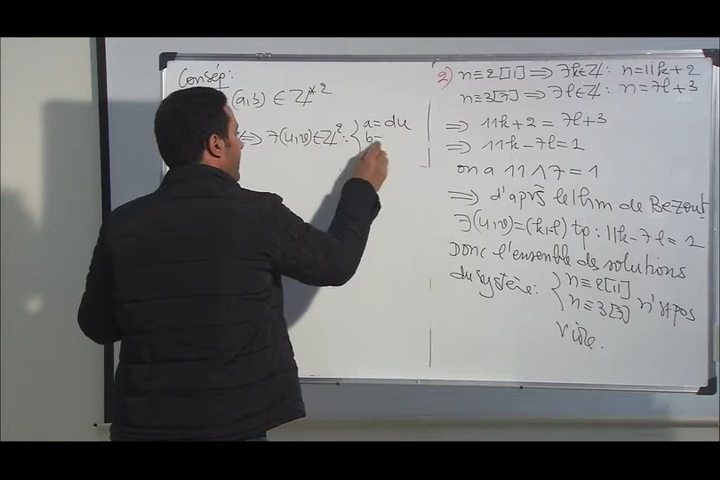 Conséq:
(a,b) ∈ Z*²
⟺ ∃(u,v)∈Z²: { a=du
b=
2) n≡2[11] ⟹ ∃k∈Z: n=11k+2
n≡3[7] ⟹ ∃l∈Z: n=7l+3
⟹ 11k+2 = 7l+3
⟹ 11k-7l=1
on a 11∧7=1
⟹ d'après le thm de Bezout
∃(u,v)=(k,l) tq: 11k-7l=1
Donc l'ensemble des solutions
du système: { n≡2[11]
n≡3[7] n'est pas
vide.